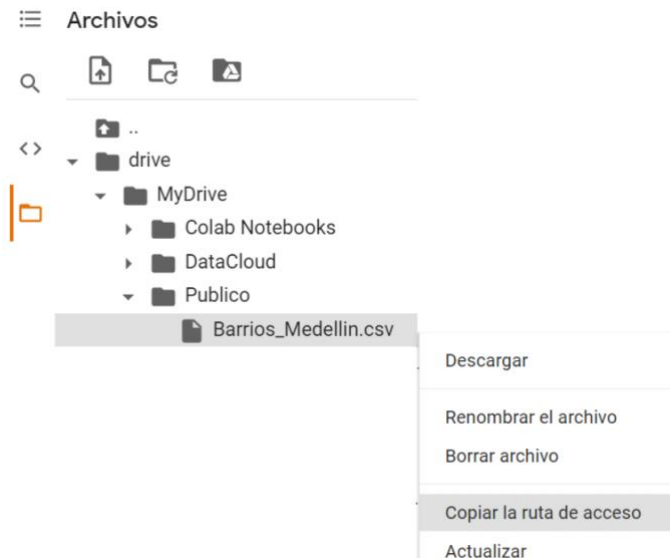 Archivos
..
drive
MyDrive
Colab Notebooks
DataCloud
Publico
Barrios_Medellin.csv
Descargar
Renombrar el archivo
Borrar archivo
Copiar la ruta de acceso
Actualizar